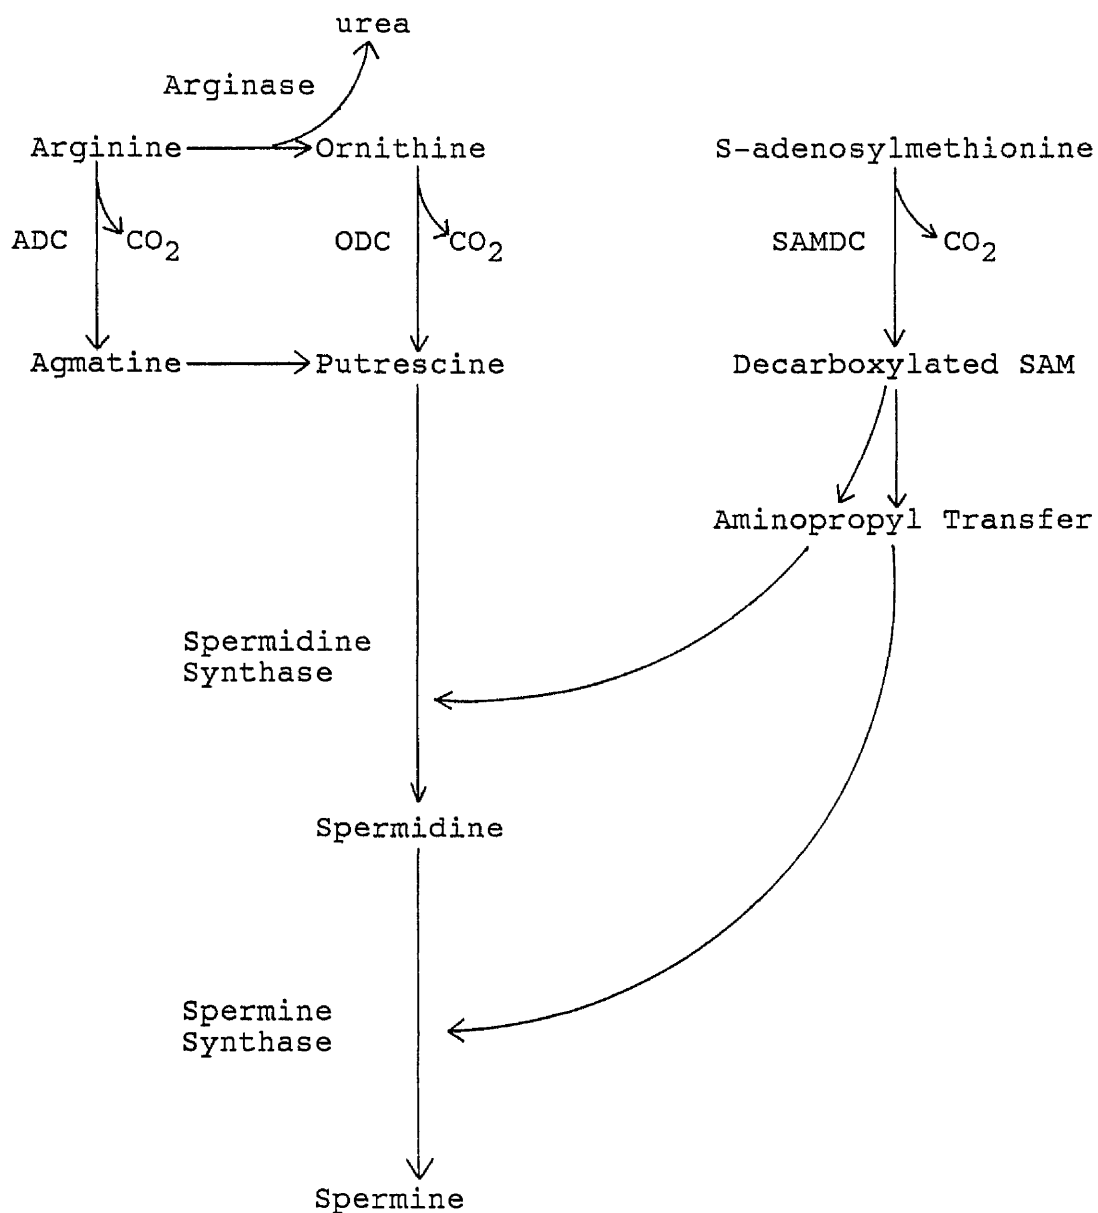 urea
Arginase
Arginine
Ornithine
S-adenosylmethionine
ADC
CO₂
ODC
CO₂
SAMDC
CO₂
Agmatine
Putrescine
Decarboxylated SAM
Aminopropyl Transfer
Spermidine
Synthase
Spermidine
Spermine
Synthase
Spermine